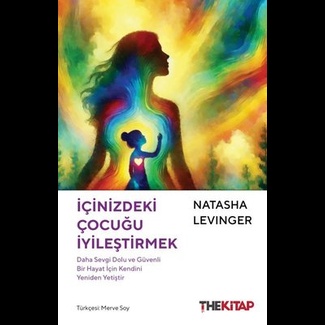 İÇİNİZDEKİ
ÇOCUĞU
İYİLEŞTİRMEK
NATASHA
LEVINGER
Daha Sevgi Dolu ve Güvenli
Bir Hayat İçin Kendini
Yeniden Yetiştir
Türkçesi: Merve Soy
THEKİTAP